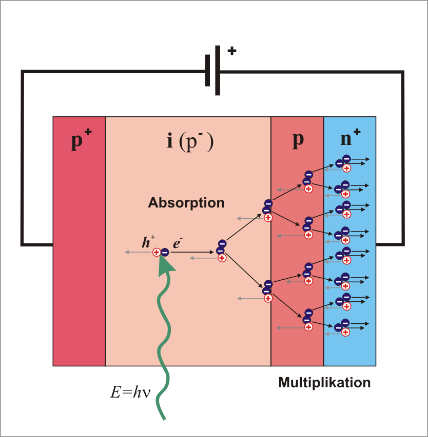 +
p⁺ i (p⁻) p n⁺
Absorption
h⁺ e⁻
E=hν
Multiplikation